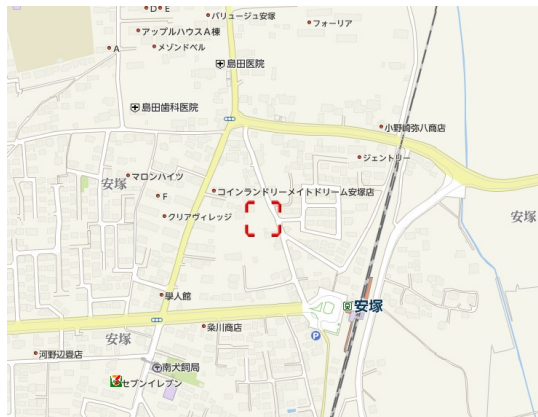 D E
バリュージュ安塚
フォーリア
アップルハウスA棟
A
メゾンドベル
島田医院
島田歯科医院
小野崎弥八商店
ジェントリー
マロンハイツ
安塚
コインランドリーメイトドリーム安塚店
F
クリアヴィレッジ
安塚
學人館
安塚
粂川商店
P
安塚
河野辺畳店
南犬飼局
セブンイレブン